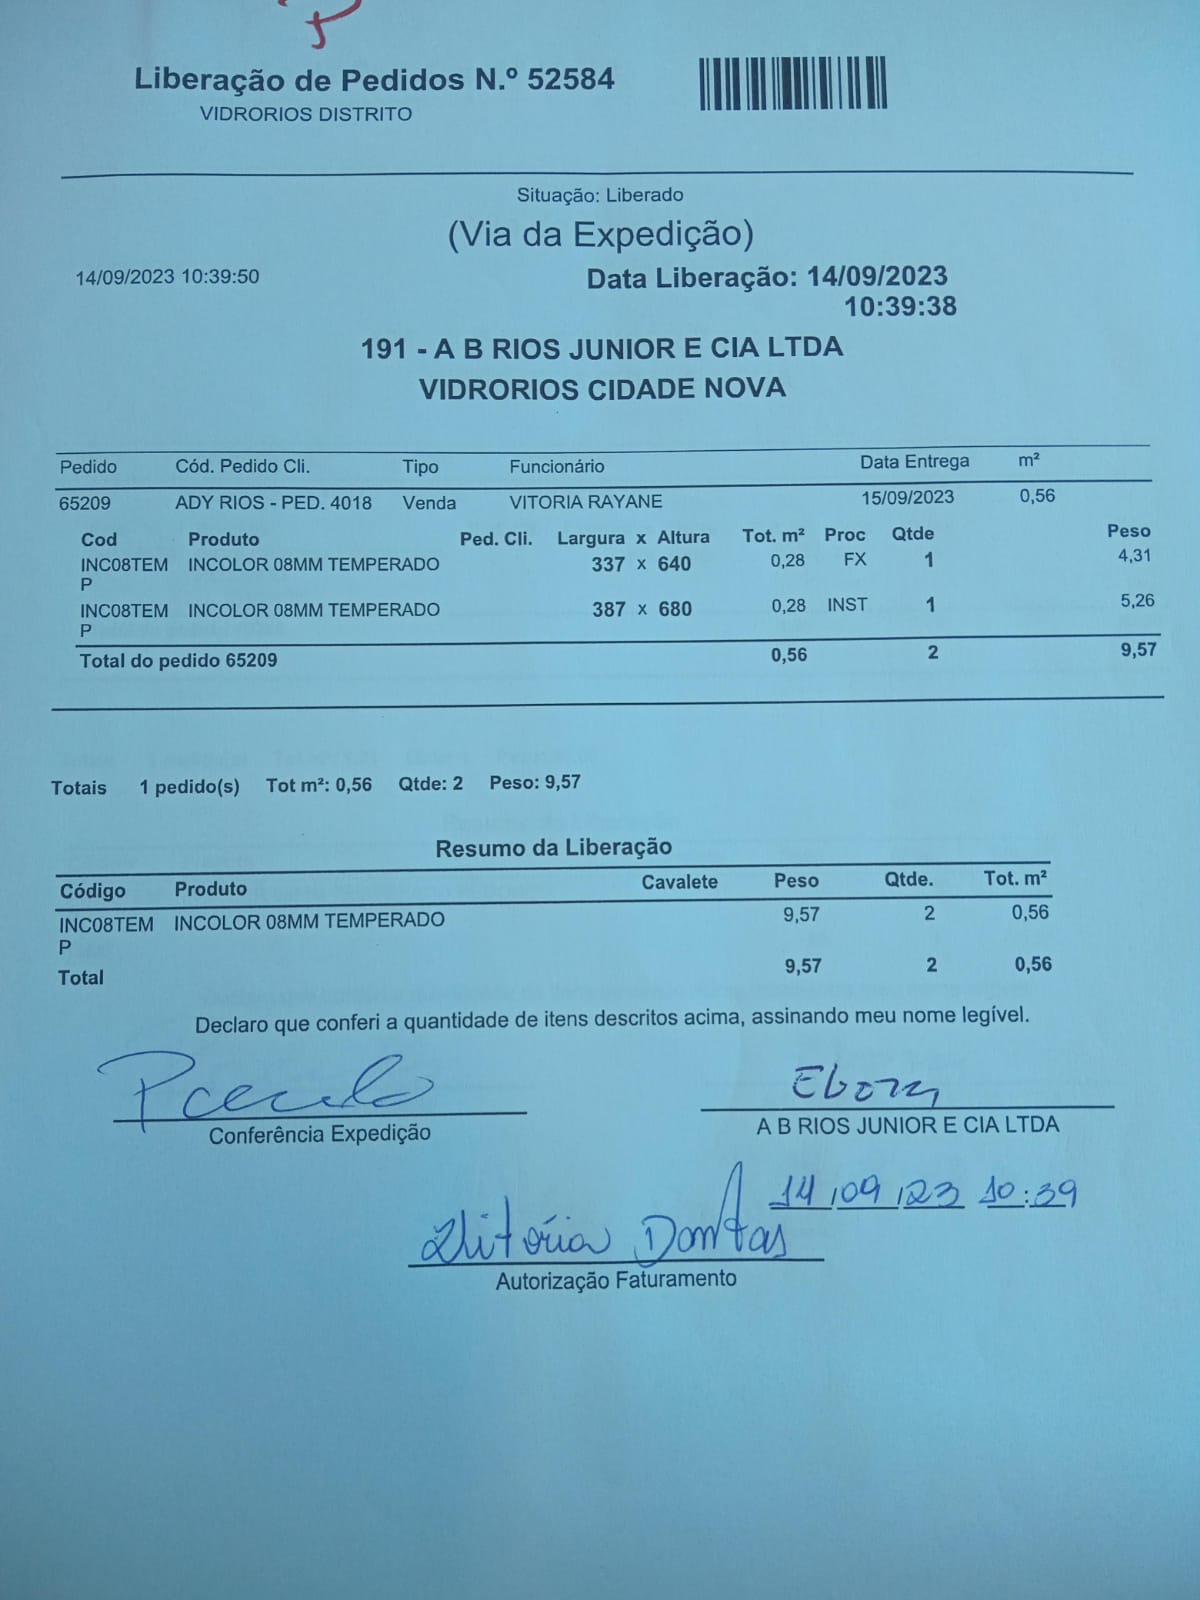 Liberação de Pedidos N.º 52584
VIDRORIOS DISTRITO
Situação: Liberado
(Via da Expedição)
14/09/2023 10:39:50
Data Liberação: 14/09/2023
10:39:38
191 - A B RIOS JUNIOR E CIA LTDA
VIDRORIOS CIDADE NOVA
Pedido Cód. Pedido Cli. Tipo Funcionário Data Entrega m²
65209 ADY RIOS - PED. 4018 Venda VITORIA RAYANE 15/09/2023 0,56
Cod Produto Ped. Cli. Largura x Altura Tot. m² Proc Qtde Peso
INC08TEM INCOLOR 08MM TEMPERADO 337 x 640 0,28 FX 1 4,31
P
INC08TEM INCOLOR 08MM TEMPERADO 387 x 680 0,28 INST 1 5,26
P
Total do pedido 65209 0,56 2 9,57
Totais 1 pedido(s) Tot m²: 0,56 Qtde: 2 Peso: 9,57
Resumo da Liberação
Código Produto Cavalete Peso Qtde. Tot. m²
INC08TEM INCOLOR 08MM TEMPERADO 9,57 2 0,56
P
Total 9,57 2 0,56
Declaro que conferi a quantidade de itens descritos acima, assinando meu nome legível.
Conferência Expedição
A B RIOS JUNIOR E CIA LTDA
14/09/23 10:39
Vitória Dantas
Autorização Faturamento